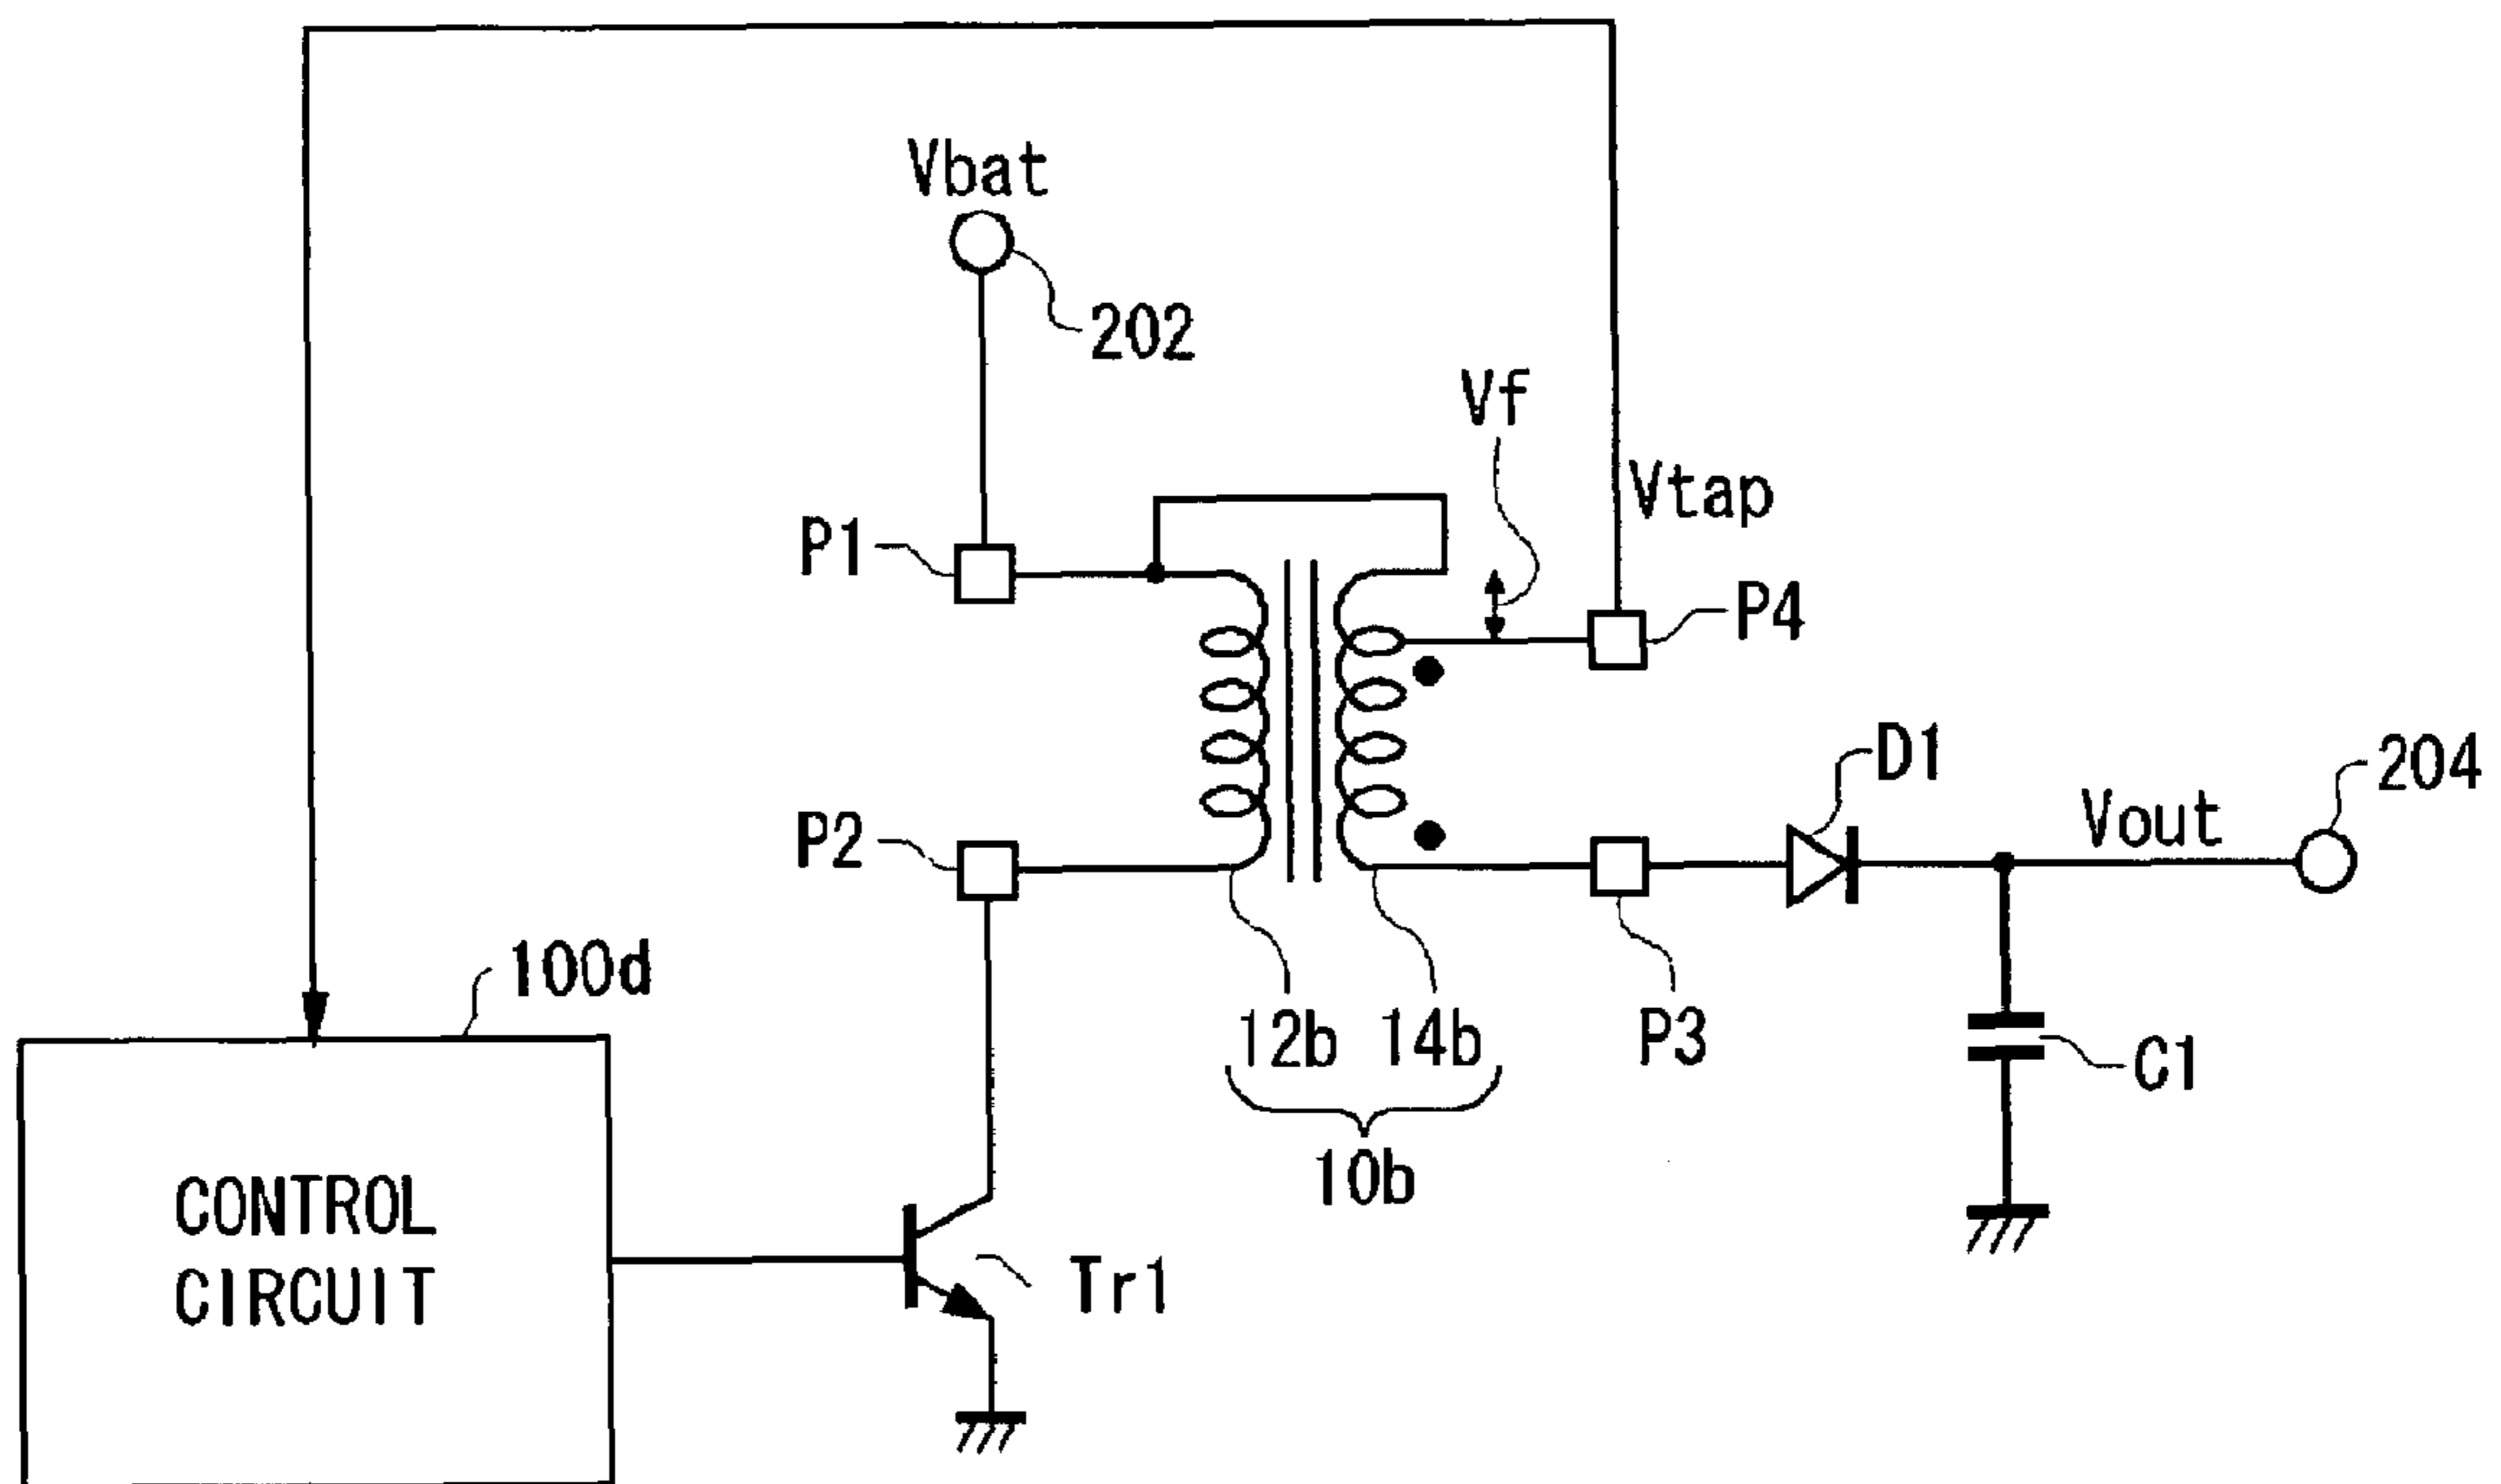 Vbat
202
Vf
Vtap
P1
P4
D1
204
P2
Vout
100d
12b
14b
P3
C1
10b
CONTROL
CIRCUIT
Tr1